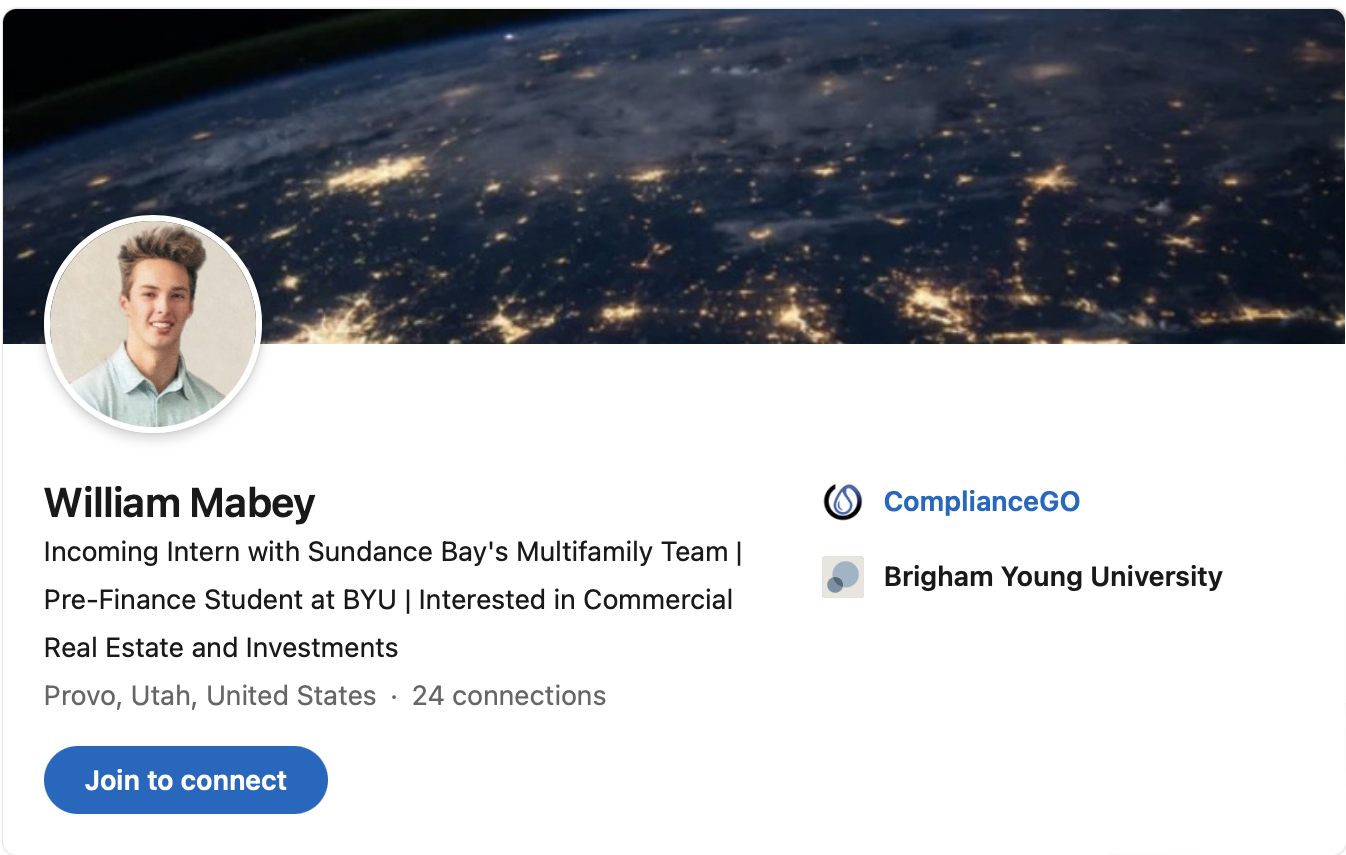 William Mabey
Incoming Intern with Sundance Bay's Multifamily Team |
Pre-Finance Student at BYU | Interested in Commercial
Real Estate and Investments
Provo, Utah, United States · 24 connections
Join to connect
ComplianceGO
Brigham Young University